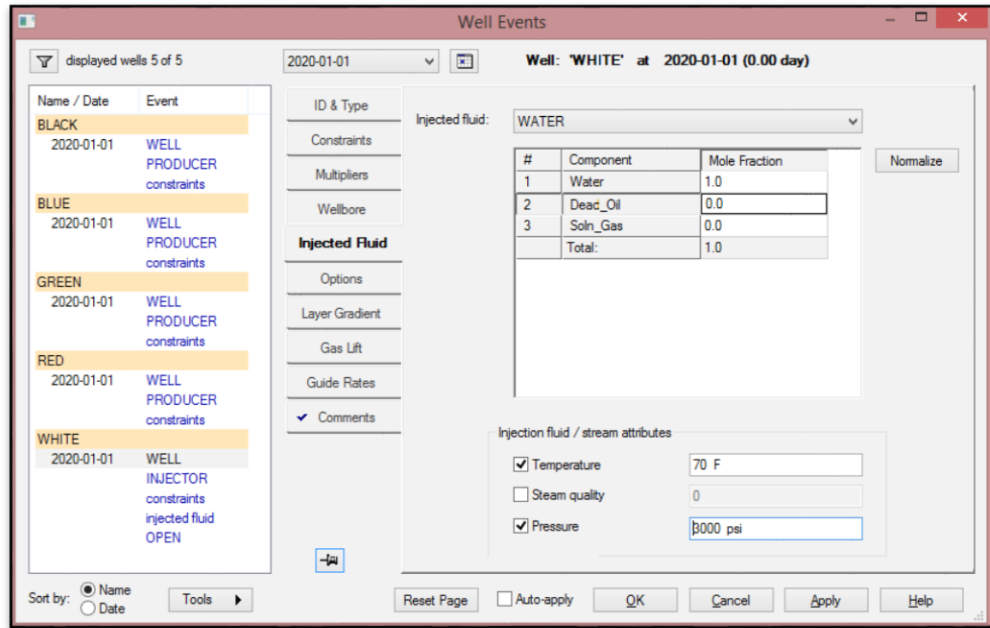 Well Events
displayed wells 5 of 5
2020-01-01
Well: 'WHITE' at 2020-01-01 (0.00 day)
Name / Date Event
BLACK
2020-01-01 WELL
PRODUCER
constraints
BLUE
2020-01-01 WELL
PRODUCER
constraints
GREEN
2020-01-01 WELL
PRODUCER
constraints
RED
2020-01-01 WELL
PRODUCER
constraints
WHITE
2020-01-01 WELL
INJECTOR
constraints
injected fluid
OPEN
ID & Type
Constraints
Multipliers
Wellbore
Injected Fluid
Options
Layer Gradient
Gas Lift
Guide Rates
Comments
Injected fluid: WATER
# Component Mole Fraction
1 Water 1.0
2 Dead_Oil 0.0
3 Soln_Gas 0.0
Total: 1.0
Normalize
Injection fluid / stream attributes
Temperature 70 F
Steam quality 0
Pressure 3000 psi
Sort by: Name
Date
Tools
Reset Page
Auto-apply
OK
Cancel
Apply
Help